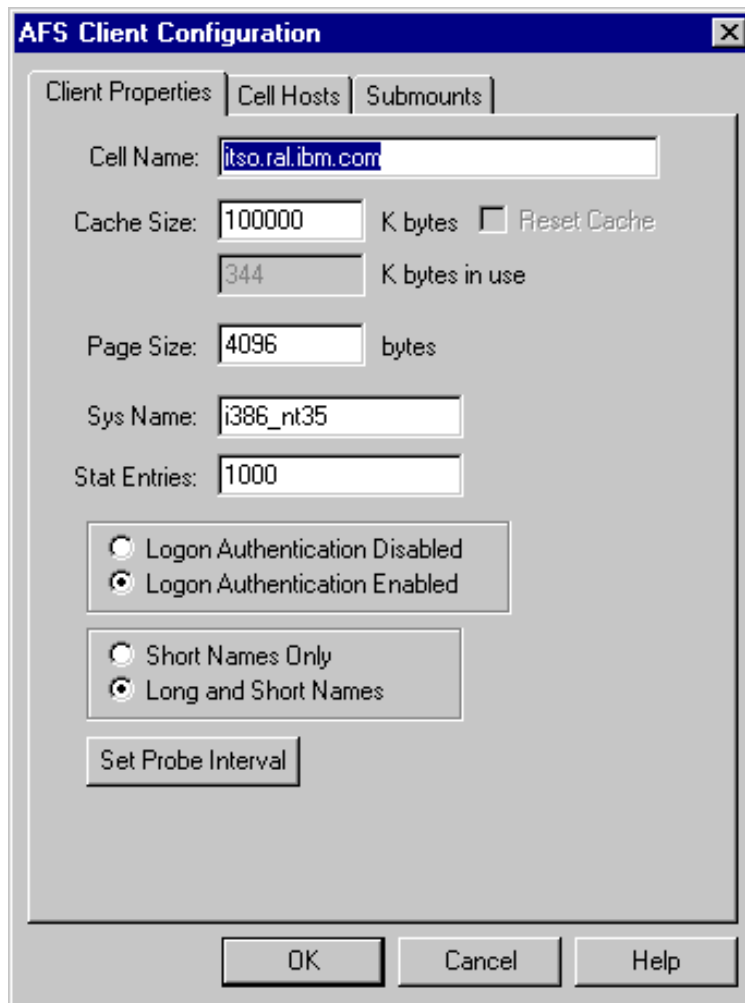 AFS Client Configuration
Client Properties Cell Hosts Submounts
Cell Name: itso.ral.ibm.com
Cache Size: 100000 K bytes Reset Cache
344 K bytes in use
Page Size: 4096 bytes
Sys Name: i386_nt35
Stat Entries: 1000
Logon Authentication Disabled
Logon Authentication Enabled
Short Names Only
Long and Short Names
Set Probe Interval
OK Cancel Help